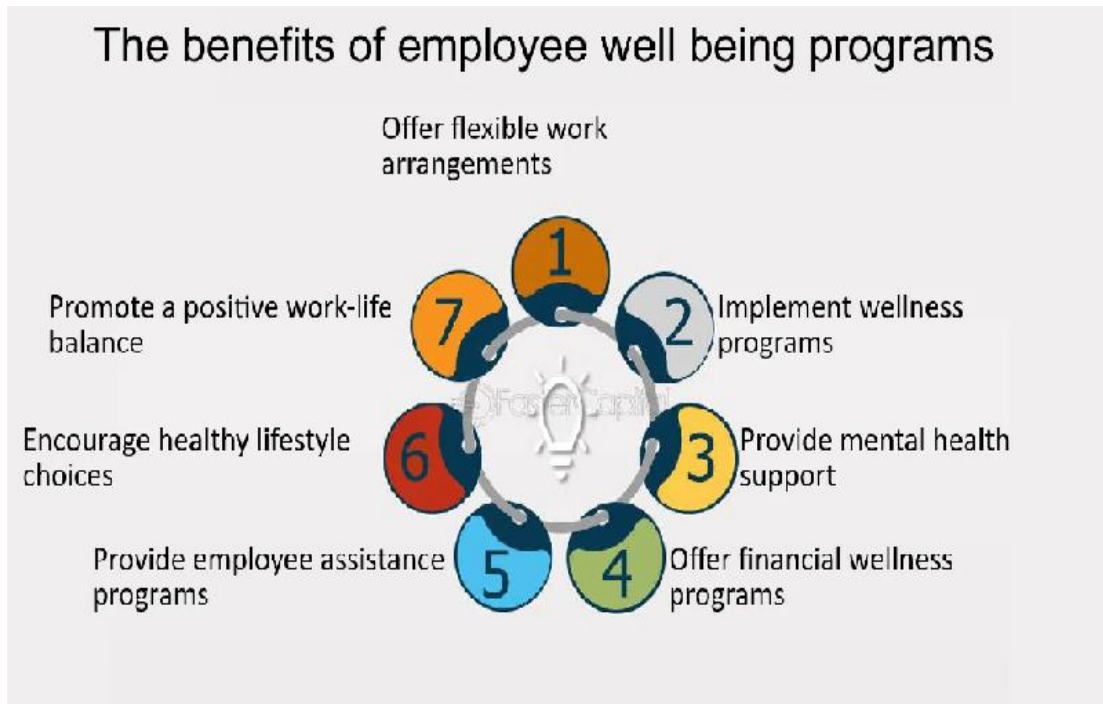 The benefits of employee well being programs
Offer flexible work
arrangements
1
2
Implement wellness
programs
3
Provide mental health
support
4
Offer financial wellness
programs
5
Provide employee assistance
programs
6
Encourage healthy lifestyle
choices
7
Promote a positive work-life
balance
FasterCapital